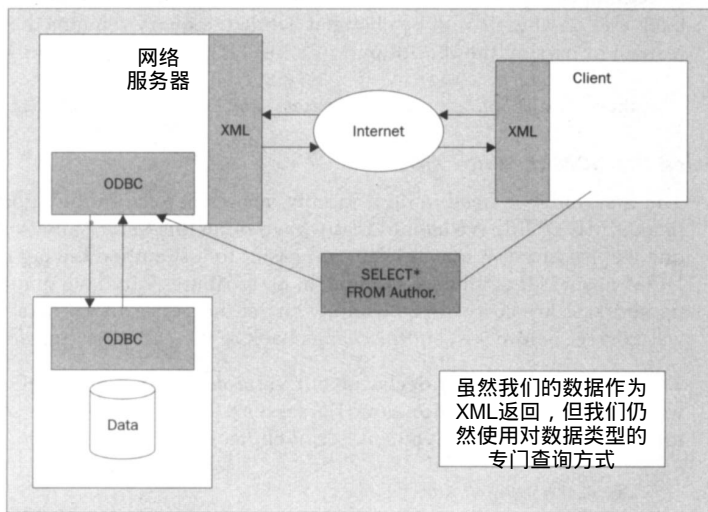 网络
服务器
Client
XML
Internet
XML
ODBC
SELECT*
FROM Author.
ODBC
Data
虽然我们的数据作为
XML返回，但我们仍
然使用对数据类型的
专门查询方式